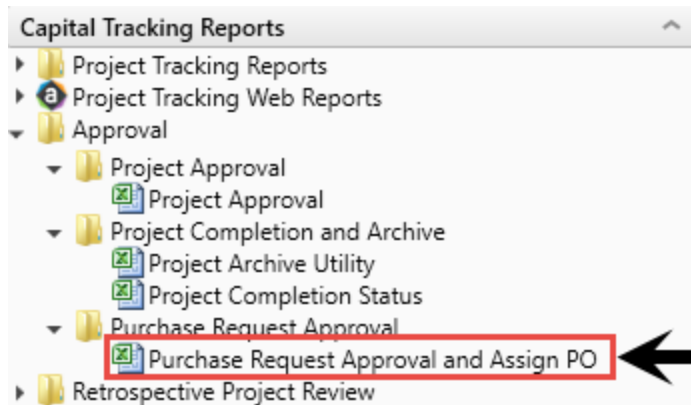 Capital Tracking Reports
Project Tracking Reports
Project Tracking Web Reports
Approval
Project Approval
Project Approval
Project Completion and Archive
Project Archive Utility
Project Completion Status
Purchase Request Approval
Purchase Request Approval and Assign PO
Retrospective Project Review